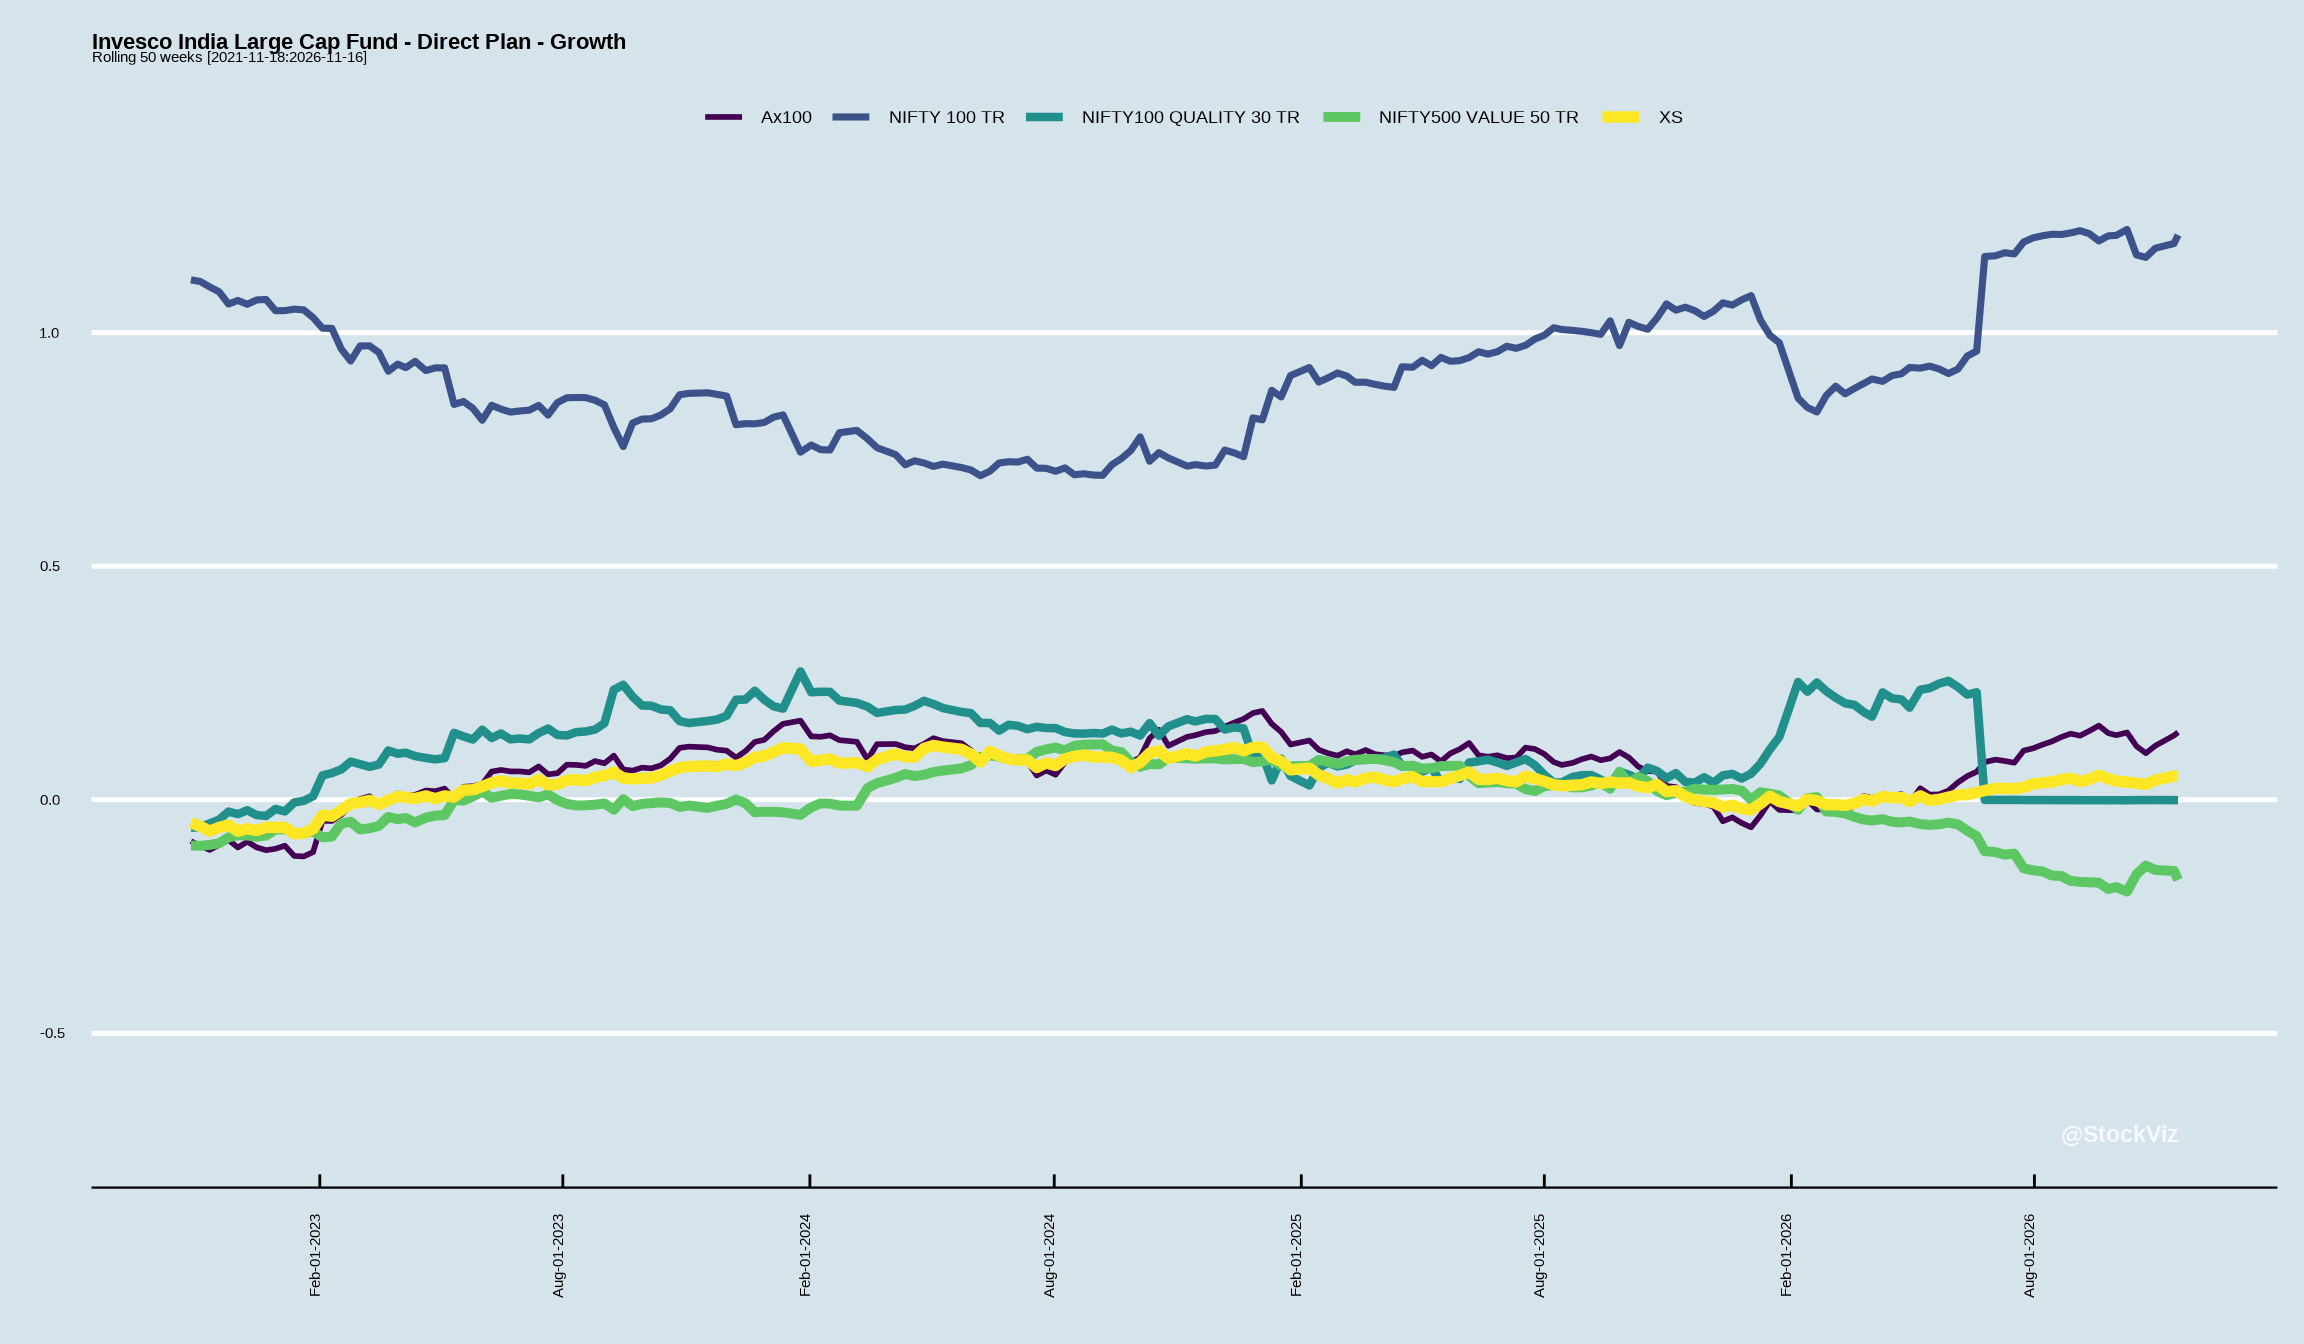 Invesco India Large Cap Fund - Direct Plan - Growth
Rolling 50 weeks [2021-11-18:2026-11-16]
Ax100 NIFTY 100 TR NIFTY100 QUALITY 30 TR NIFTY500 VALUE 50 TR XS
1.0
0.5
0.0
-0.5
@StockViz
Feb-01-2023 Aug-01-2023 Feb-01-2024 Aug-01-2024 Feb-01-2025 Aug-01-2025 Feb-01-2026 Aug-01-2026